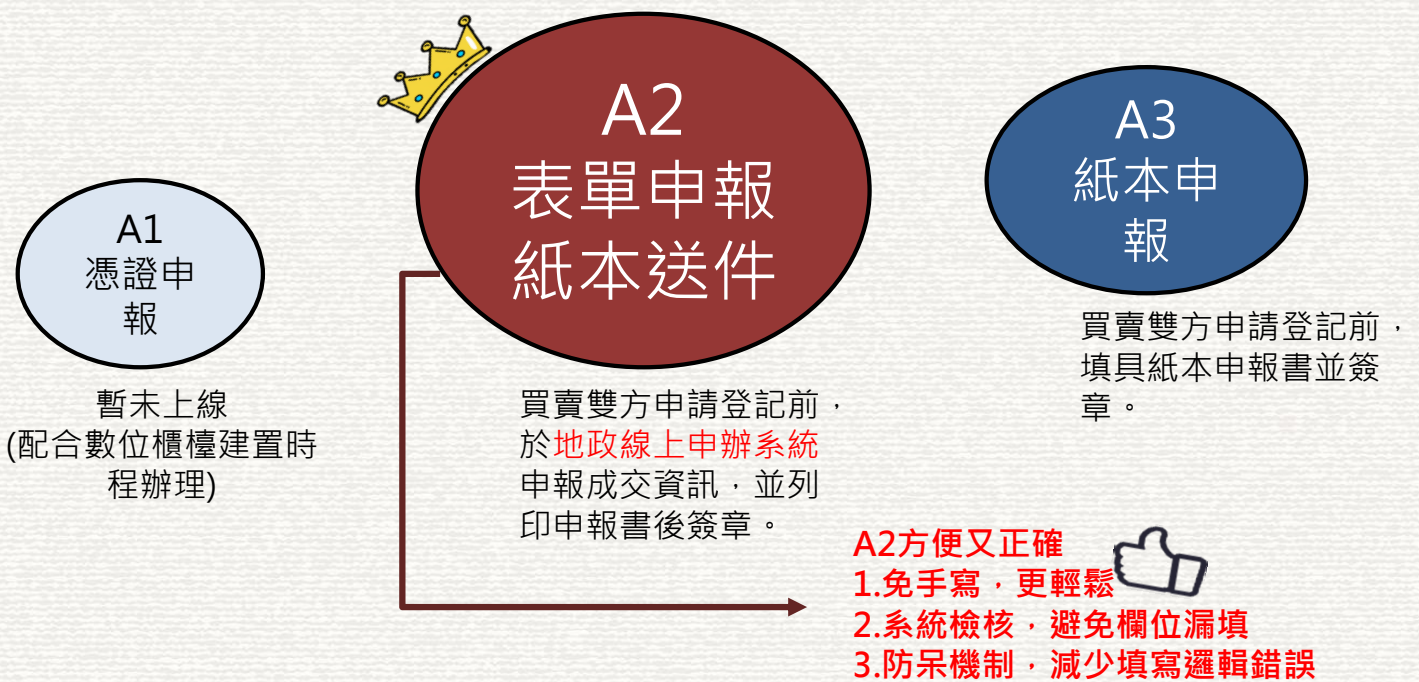 A1
憑證申
報
暫未上線
(配合數位櫃檯建置時
程辦理)
A2
表單申報
紙本送件
買賣雙方申請登記前，
於地政線上申辦系統
申報成交資訊，並列
印申報書後簽章。
A3
紙本申
報
買賣雙方申請登記前，
填具紙本申報書並簽
章。
A2方便又正確
1.免手寫，更輕鬆
2.系統檢核，避免欄位漏填
3.防呆機制，減少填寫邏輯錯誤